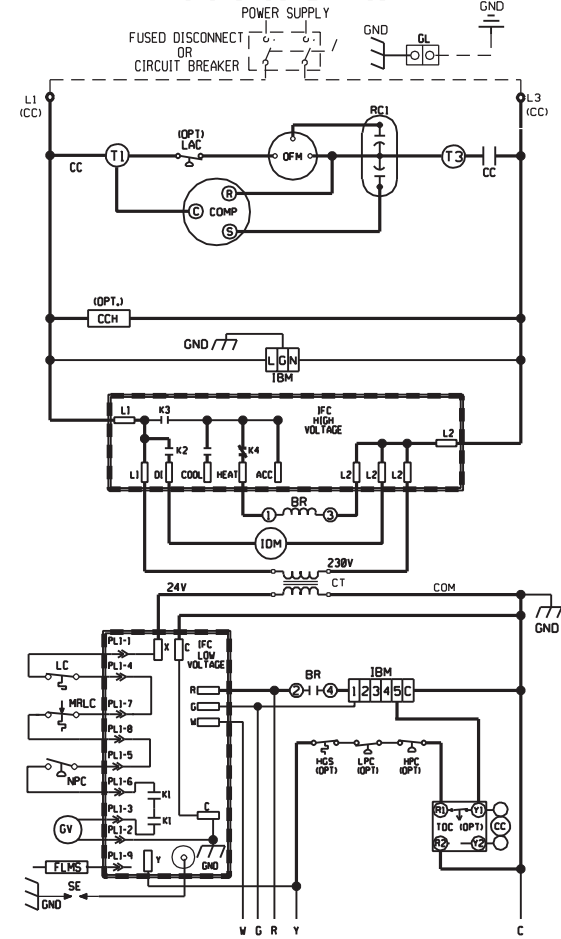 POWER SUPPLY
FUSED DISCONNECT
OR
CIRCUIT BREAKER
/
GND
GL
GND
L1
(CC)
L3
(CC)
RC1
(OPT)
LAC
T1
OFM
T3
CC
CC
R
C
COMP
S
(OPT.)
CCH
GND
L G N
IBM
L1
K3
IFC
HIGH
VOLTAGE
L2
K2
K4
L1
DI
COOL
HEAT
ACC
L2
L2
L2
BR
1
3
IDM
230V
CT
24V
COM
GND
PL1-1
X
C
IFC
LOW
VOLTAGE
PL1-4
LC
R
G
W
BR
2
4
IBM
1 2 3 4 5 C
PL1-7
MRLC
PL1-8
PL1-5
NPC
PL1-6
K1
PL1-3
K1
GV
PL1-2
C
GND
HGS
(OPT)
LPC
(OPT)
HPC
(OPT)
R1
Y1
TDC (OPT)
CC
R2
Y2
PL1-9
Y
FLMS
SE
GND
W G R Y
C